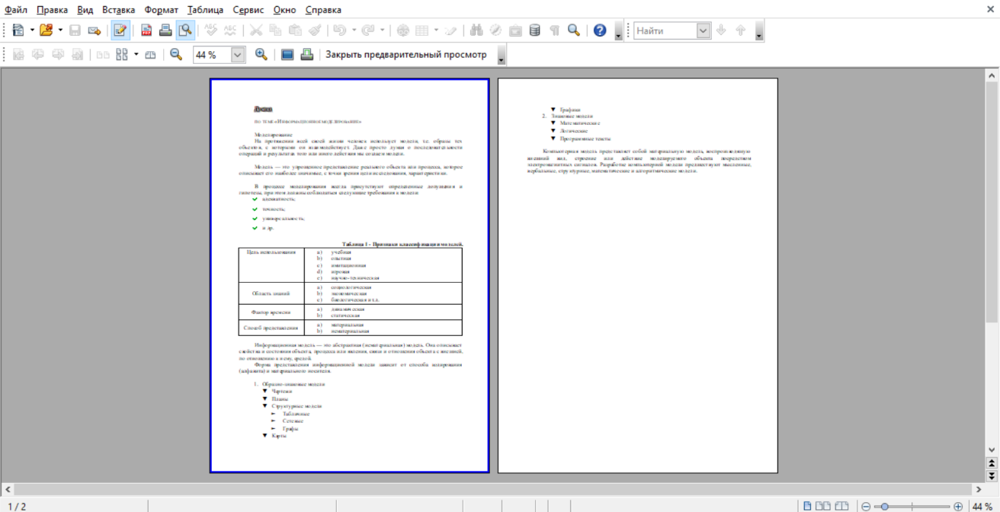 Файл Правка Вид Вставка Формат Таблица Сервис Окно Справка
Найти
44 % Закрыть предварительный просмотр
по теме «Информационное моделирование»
Моделирование
На протяжении всей своей жизни человек использует модели, т.е. образы тех
объектов, с которыми он взаимодействует. Даже просто думая о последовательности
операций и результатах того или иного действия мы создаем модели.
Модель — это упрощенное представление реального объекта или процесса, которое
описывает его наиболее значимые, с точки зрения цели исследования, характеристики.
В процессе моделирования всегда присутствуют определенные допущения и
гипотезы, при этом должны соблюдаться следующие требования к модели:
адекватность;
точность;
универсальность;
и др.
Таблица 1 - Признаки классификации моделей.
Цель использования
a) учебная
b) опытная
c) имитационная
d) игровая
e) научно-техническая
Область знаний
a) социологическая
b) экономическая
c) биологическая и т.д.
Фактор времени
a) динамическая
b) статическая
Способ представления
a) материальная
b) нематериальная
Информационная модель — это абстрактная (нематериальная) модель. Она описывает
свойства и состояния объекта, процесса или явления, связи и отношения объекта с внешней,
по отношению к нему, средой.
Форма представления информационной модели зависит от способа кодирования
(алфавита) и материального носителя.
1. Образно-знаковые модели
Чертежи
Планы
Структурные модели
Табличные
Сетевые
Графы
Карты
Графики
2. Знаковые модели
Математические
Логические
Программные тексты
Компьютерная модель представляет собой материальную модель, воспроизводящую
внешний вид, строение или действие моделируемого объекта посредством
электромагнитных сигналов. Разработке компьютерной модели предшествуют мысленные,
вербальные, структурные, математические и алгоритмические модели.
1 / 2 44 %